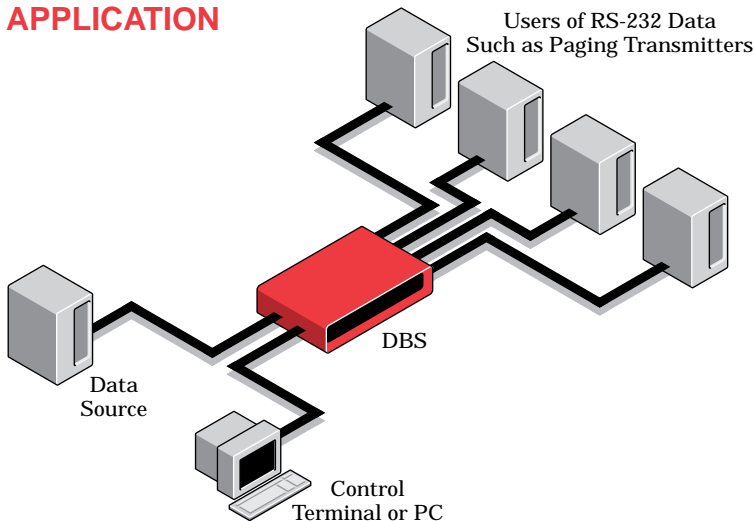 APPLICATION
Users of RS-232 Data
Such as Paging Transmitters
DBS
Data
Source
Control
Terminal or PC